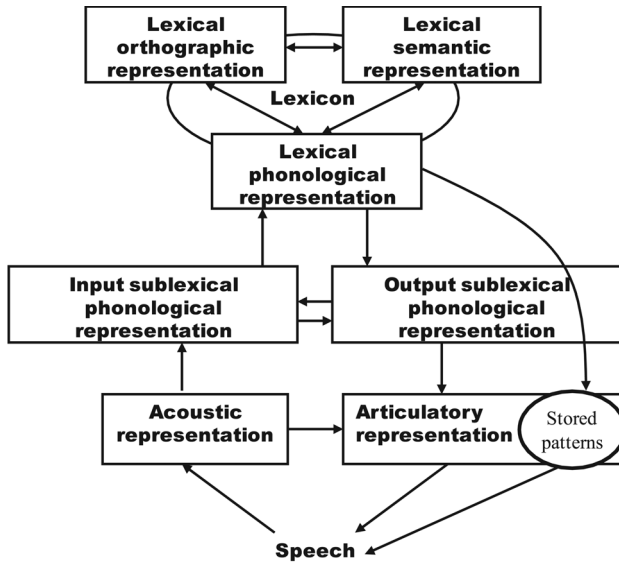 Lexical
orthographic
representation
Lexical
semantic
representation
Lexicon
Lexical
phonological
representation
Input sublexical
phonological
representation
Output sublexical
phonological
representation
Acoustic
representation
Articulatory
representation
Stored
patterns
Speech